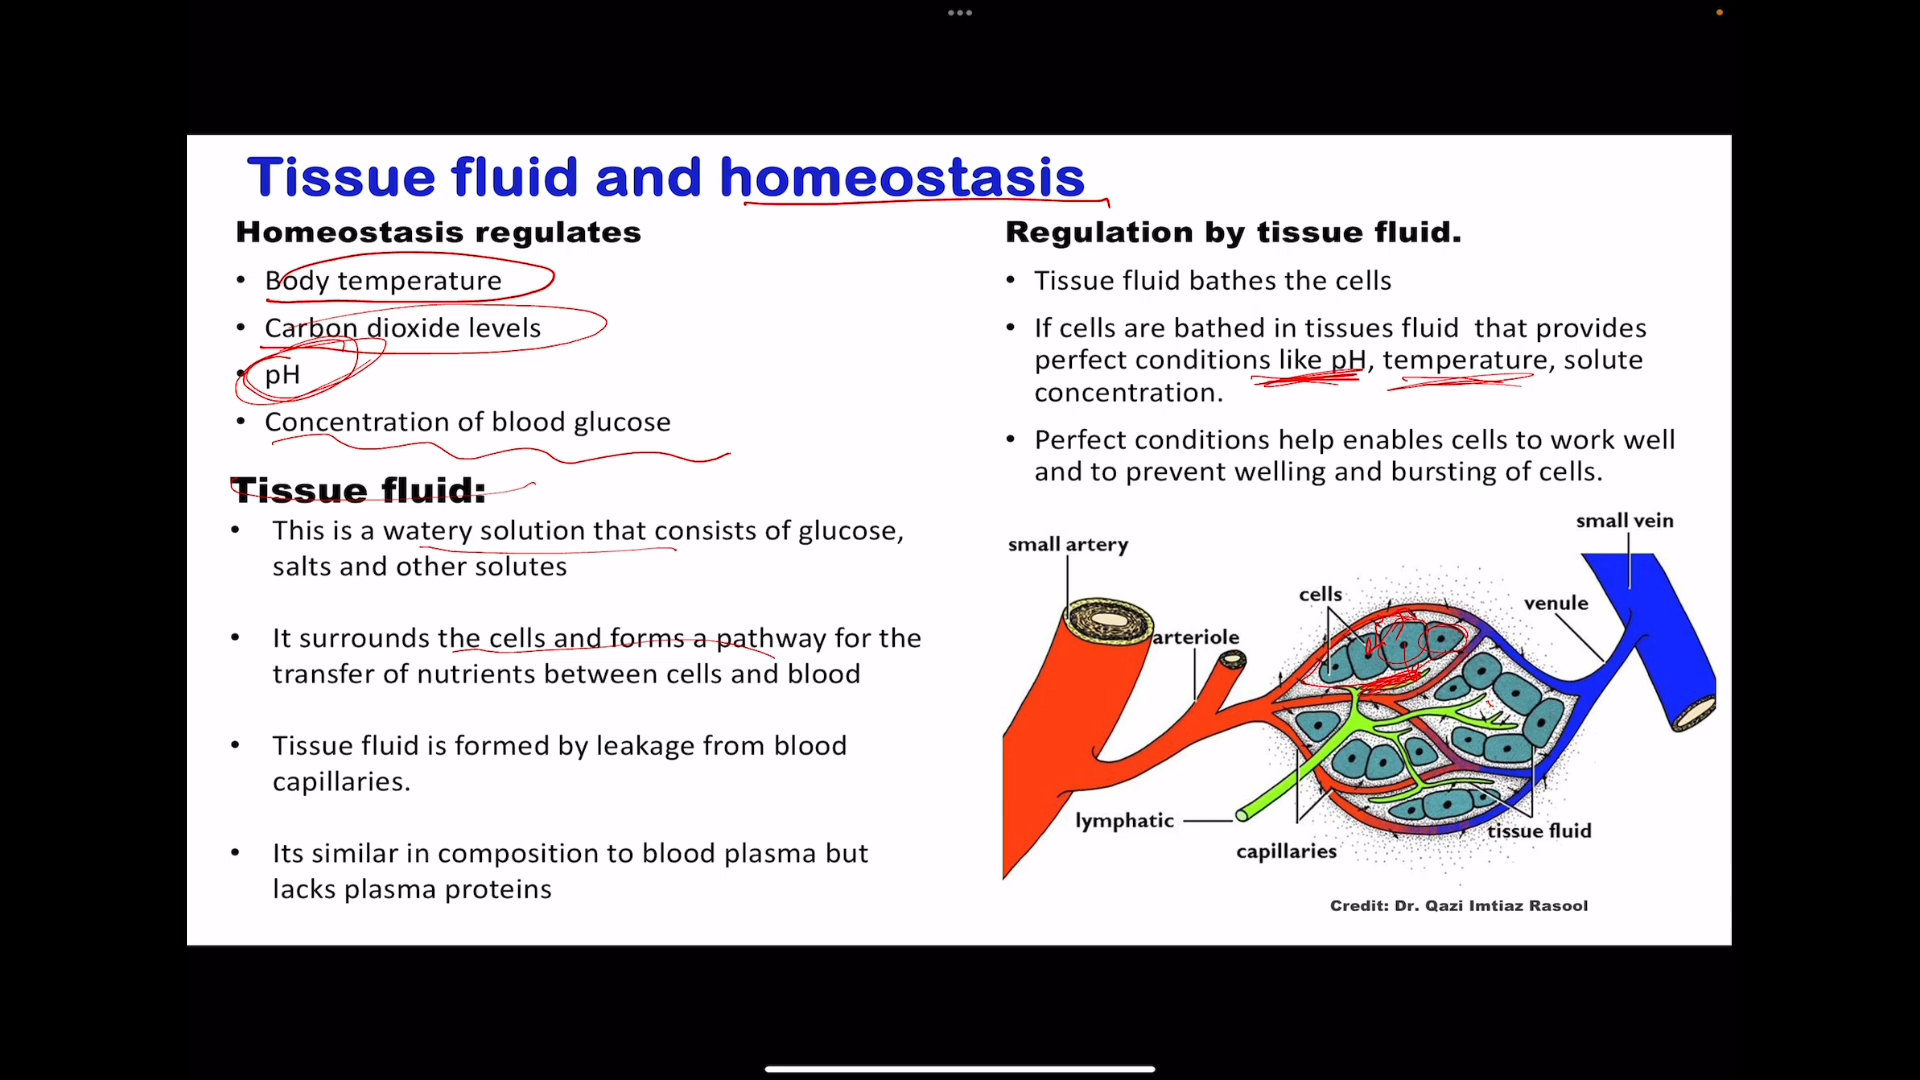 Tissue fluid and homeostasis
Homeostasis regulates
• Body temperature
• Carbon dioxide levels
• pH
• Concentration of blood glucose
Tissue fluid:
• This is a watery solution that consists of glucose,
salts and other solutes
• It surrounds the cells and forms a pathway for the
transfer of nutrients between cells and blood
• Tissue fluid is formed by leakage from blood
capillaries.
• Its similar in composition to blood plasma but
lacks plasma proteins
Regulation by tissue fluid.
• Tissue fluid bathes the cells
• If cells are bathed in tissues fluid that provides
perfect conditions like pH, temperature, solute
concentration.
• Perfect conditions help enables cells to work well
and to prevent welling and bursting of cells.
small vein
small artery
cells
venule
arteriole
lymphatic
tissue fluid
capillaries
Credit: Dr. Qazi Imtiaz Rasool